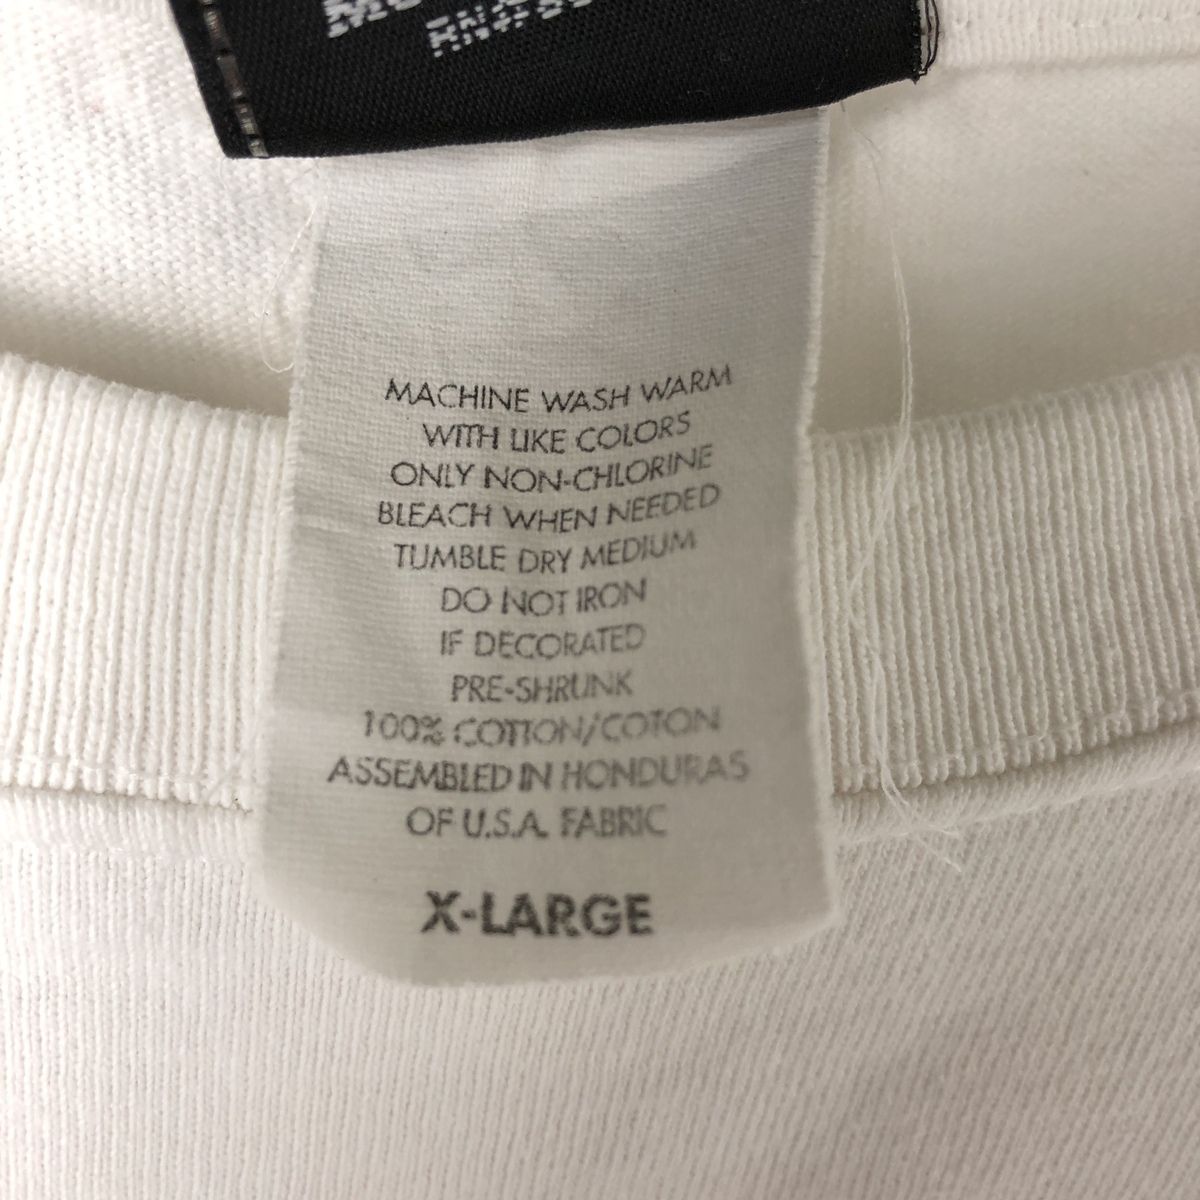 MACHINE WASH WARM
WITH LIKE COLORS
ONLY NON-CHLORINE
BLEACH WHEN NEEDED
TUMBLE DRY MEDIUM
DO NOT IRON
IF DECORATED
PRE-SHRUNK
100% COTTON/COTON
ASSEMBLED IN HONDURAS
OF U.S.A. FABRIC
X-LARGE